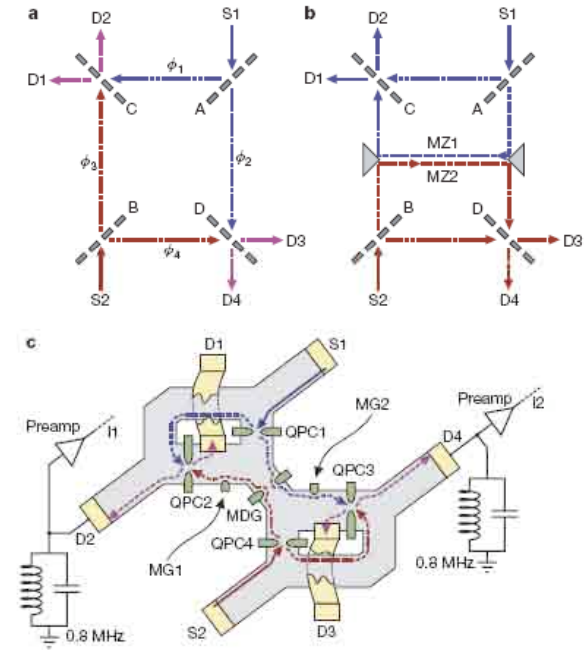 a
D2
S1
D1
ϕ1
C
A
ϕ3
ϕ2
B
D
ϕ4
D3
S2
D4
b
D2
S1
D1
C
A
MZ1
MZ2
B
D
D3
S2
D4
c
D1
S1
Preamp
I1
QPC1
MG2
Preamp
I2
D4
QPC3
QPC2
MDG
D2
QPC4
MG1
0.8 MHz
S2
D3
0.8 MHz